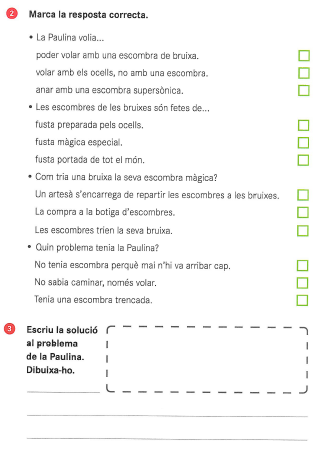 2 Marca la resposta correcta.
• La Paulina volia...
poder volar amb una escombra de bruixa.
volar amb els ocells, no amb una escombra.
anar amb una escombra supersònica.
• Les escombres de les bruixes són fetes de...
fusta preparada pels ocells.
fusta màgica especial.
fusta portada de tot el món.
• Com tria una bruixa la seva escombra màgica?
Un artesà s'encarrega de repartir les escombres a les bruixes.
La compra a la botiga d'escombres.
Les escombres trien la seva bruixa.
• Quin problema tenia la Paulina?
No tenia escombra perquè mai n'hi va arribar cap.
No sabia caminar, només volar.
Tenia una escombra trencada.
3 Escriu la solució
al problema
de la Paulina.
Dibuixa-ho.